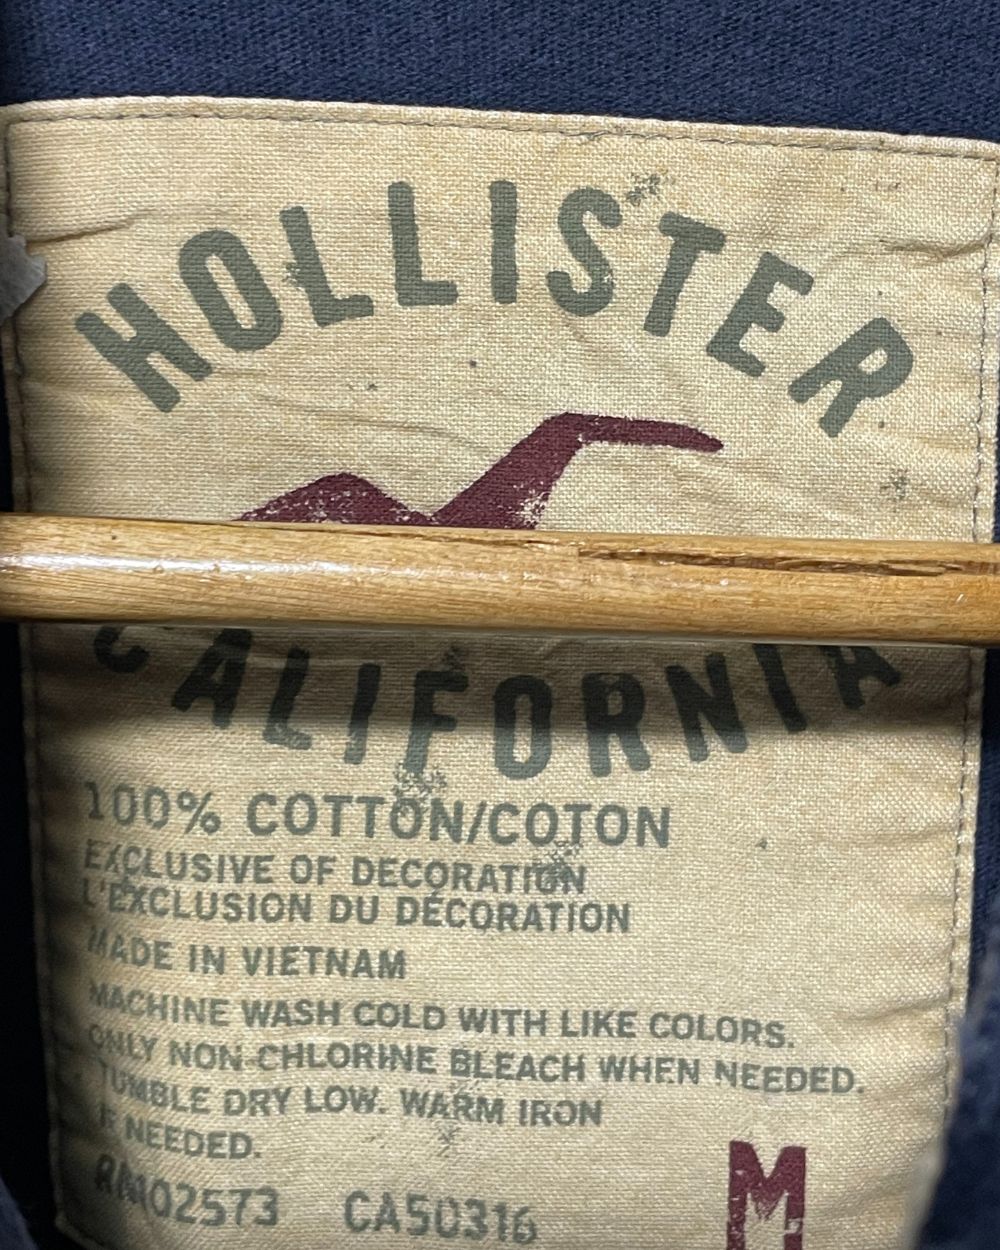 HOLLISTER
CALIFORNIA
100% COTTON/COTON
EXCLUSIVE OF DECORATION
L'EXCLUSION DU DÉCORATION
MADE IN VIETNAM
MACHINE WASH COLD WITH LIKE COLORS.
ONLY NON-CHLORINE BLEACH WHEN NEEDED.
TUMBLE DRY LOW. WARM IRON
IF NEEDED.
RN102573 CA50316
M